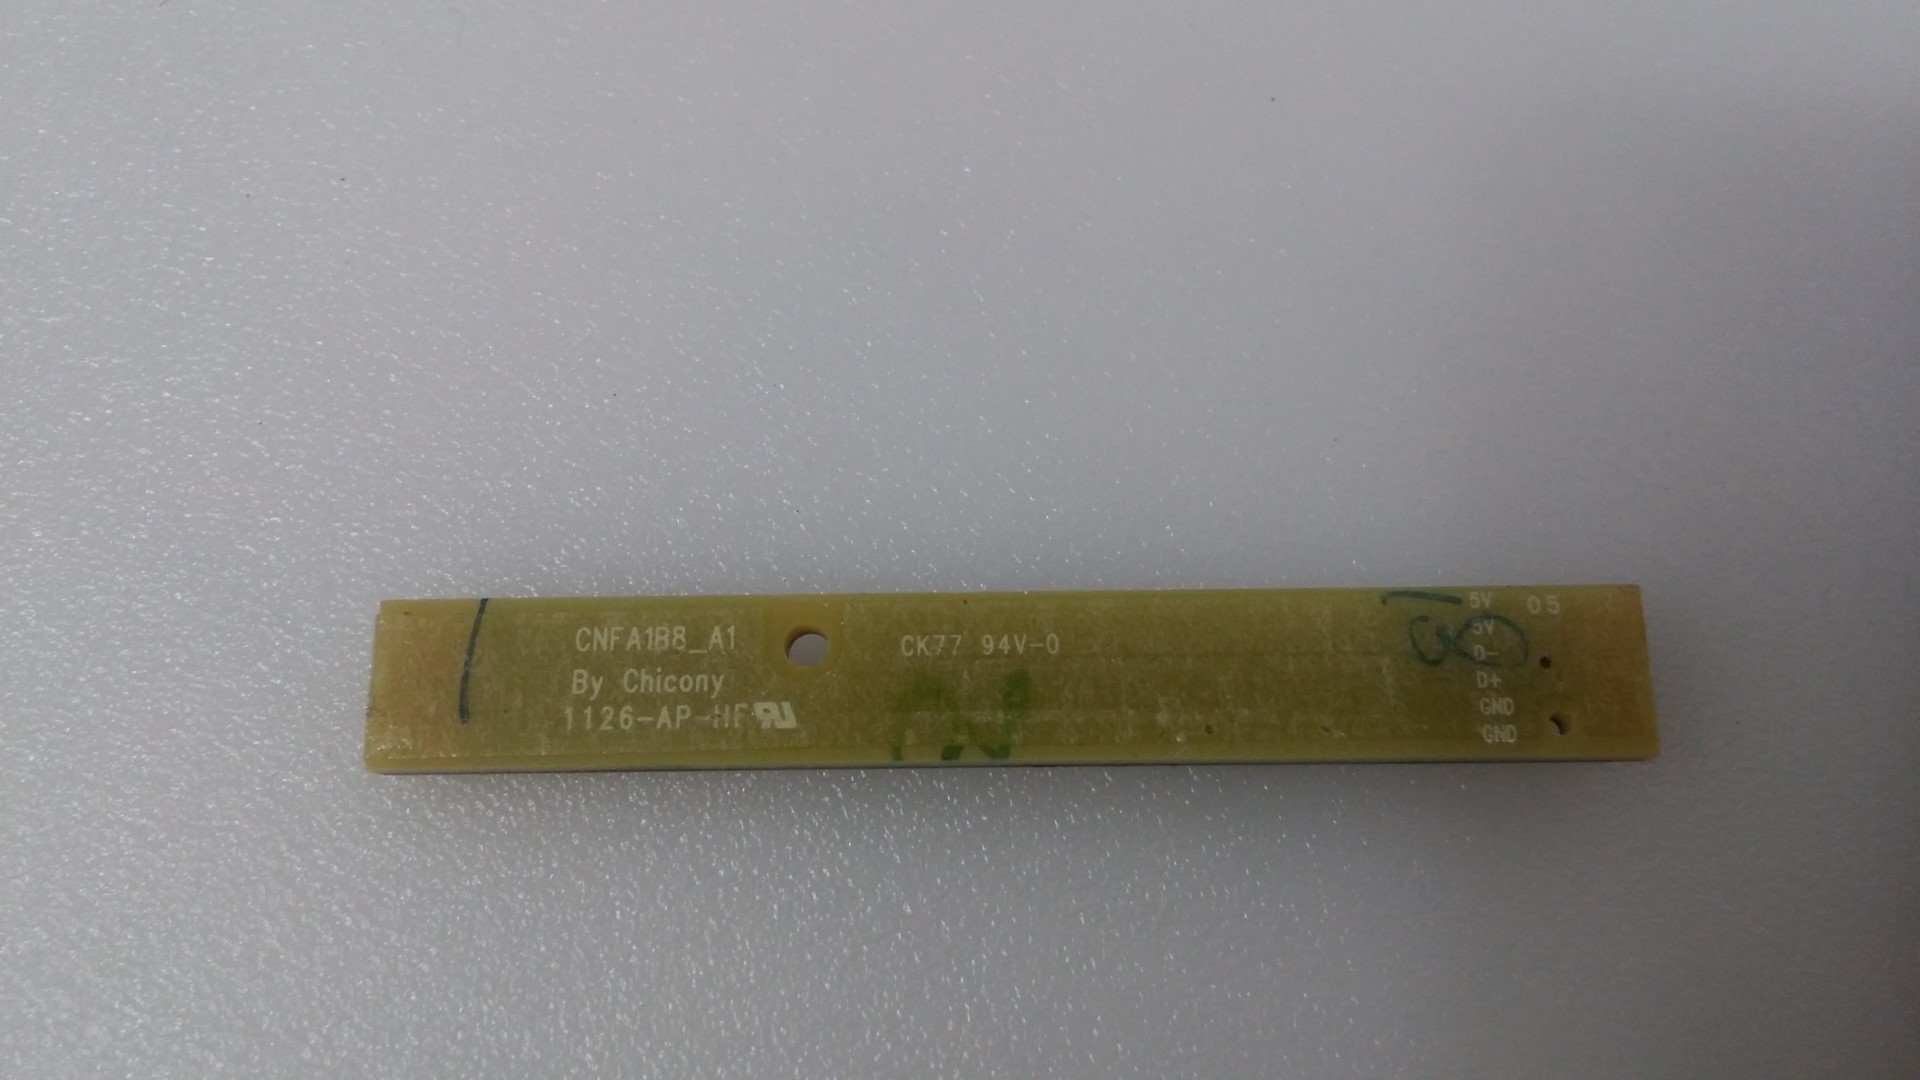 CNFA1B8_A1
By Chicony
1126-AP-HF
CK77 94V-0
5V 05
5V
D-
D+
GND
GND